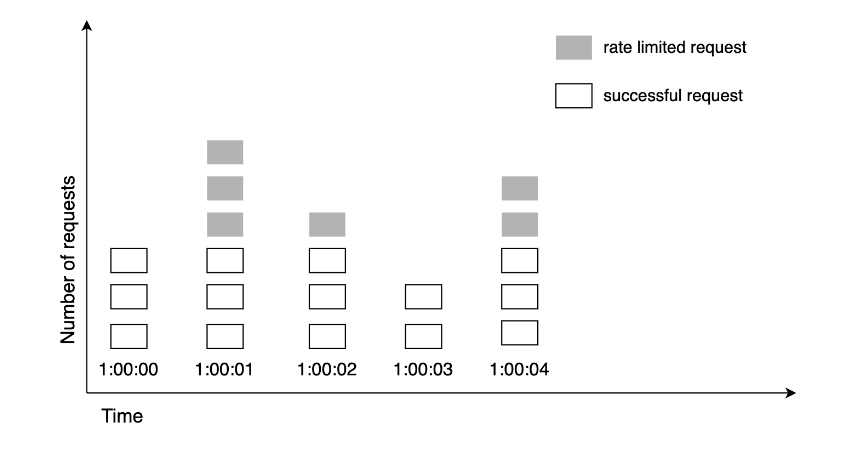 rate limited request
successful request
Number of requests
1:00:00
1:00:01
1:00:02
1:00:03
1:00:04
Time